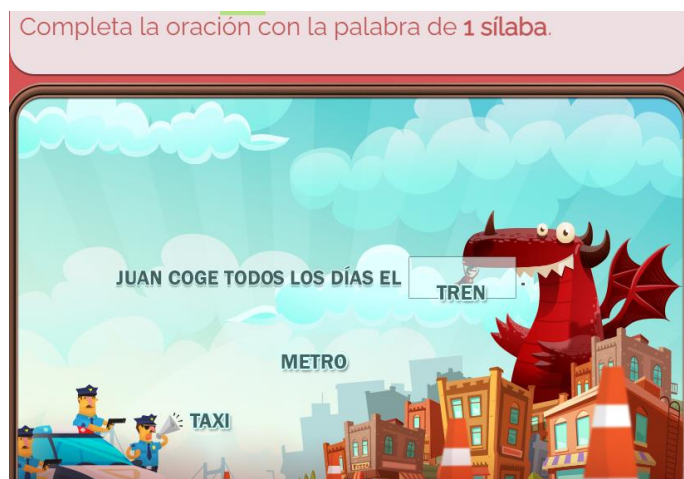 Completa la oración con la palabra de 1 sílaba.
JUAN COGE TODOS LOS DÍAS EL TREN .
METRO
TAXI